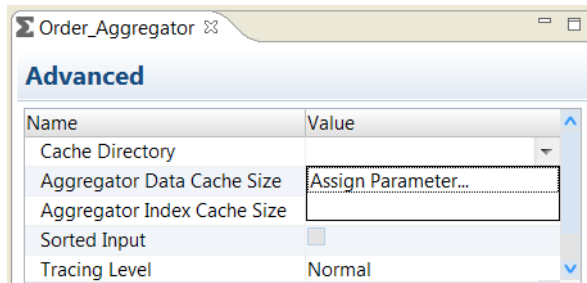 Order_Aggregator
Advanced
Name Value
Cache Directory
Aggregator Data Cache Size Assign Parameter...
Aggregator Index Cache Size
Sorted Input
Tracing Level Normal